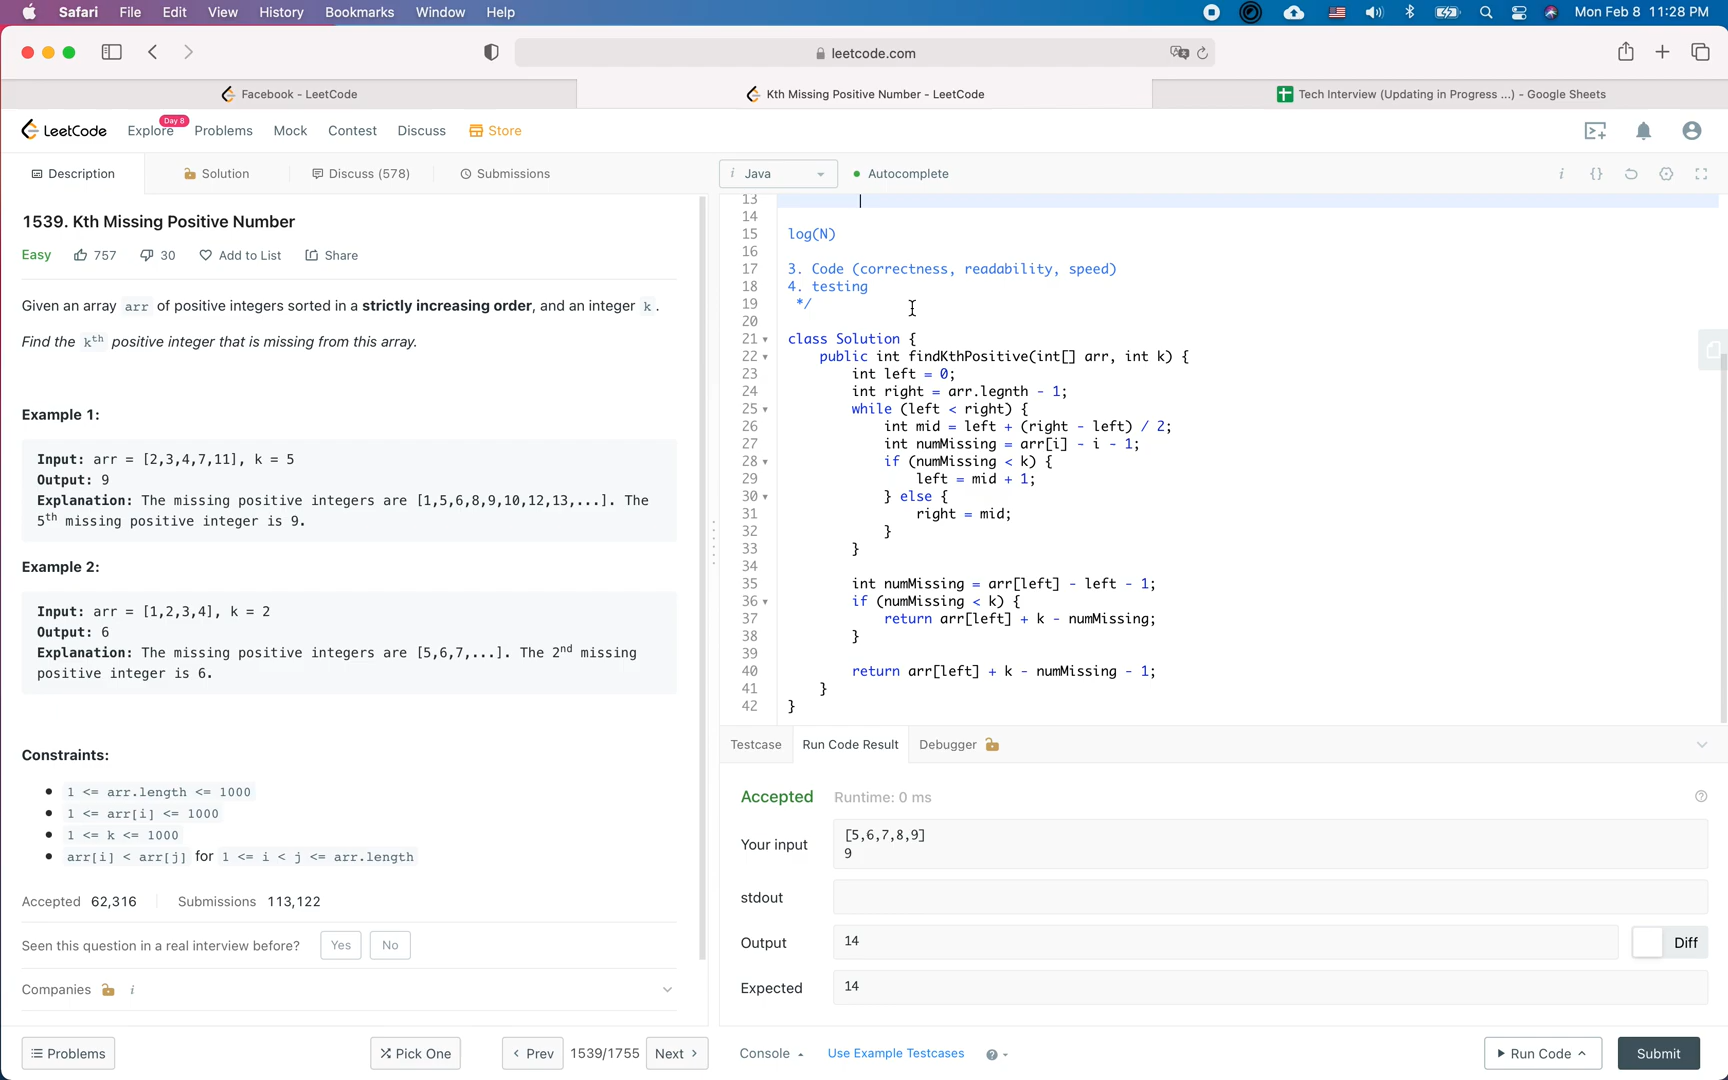 Safari File Edit View History Bookmarks Window Help Mon Feb 8 11:28 PM
leetcode.com
Facebook - LeetCode Kth Missing Positive Number - LeetCode Tech Interview (Updating in Progress ...) - Google Sheets
LeetCode Explore Day 8 Problems Mock Contest Discuss Store
Description Solution Discuss (578) Submissions
1539. Kth Missing Positive Number
Easy 757 30 Add to List Share
Given an array arr of positive integers sorted in a strictly increasing order, and an integer k.
Find the kth positive integer that is missing from this array.
Example 1:
Input: arr = [2,3,4,7,11], k = 5
Output: 9
Explanation: The missing positive integers are [1,5,6,8,9,10,12,13,...]. The
5th missing positive integer is 9.
Example 2:
Input: arr = [1,2,3,4], k = 2
Output: 6
Explanation: The missing positive integers are [5,6,7,...]. The 2nd missing
positive integer is 6.
Constraints:
1 <= arr.length <= 1000
1 <= arr[i] <= 1000
1 <= k <= 1000
arr[i] < arr[j] for 1 <= i < j <= arr.length
Accepted 62,316 Submissions 113,122
Seen this question in a real interview before? Yes No
Companies i
Problems Pick One Prev 1539/1755 Next
i Java Autocomplete i {}
13
14
15 log(N)
16
17 3. Code (correctness, readability, speed)
18 4. testing
19 */
20
21 class Solution {
22 public int findKthPositive(int[] arr, int k) {
23 int left = 0;
24 int right = arr.legnth - 1;
25 while (left < right) {
26 int mid = left + (right - left) / 2;
27 int numMissing = arr[i] - i - 1;
28 if (numMissing < k) {
29 left = mid + 1;
30 } else {
31 right = mid;
32 }
33 }
34
35 int numMissing = arr[left] - left - 1;
36 if (numMissing < k) {
37 return arr[left] + k - numMissing;
38 }
39
40 return arr[left] + k - numMissing - 1;
41 }
42 }
Testcase Run Code Result Debugger
Accepted Runtime: 0 ms
Your input [5,6,7,8,9]
9
stdout
Output 14 Diff
Expected 14
Console Use Example Testcases Run Code Submit